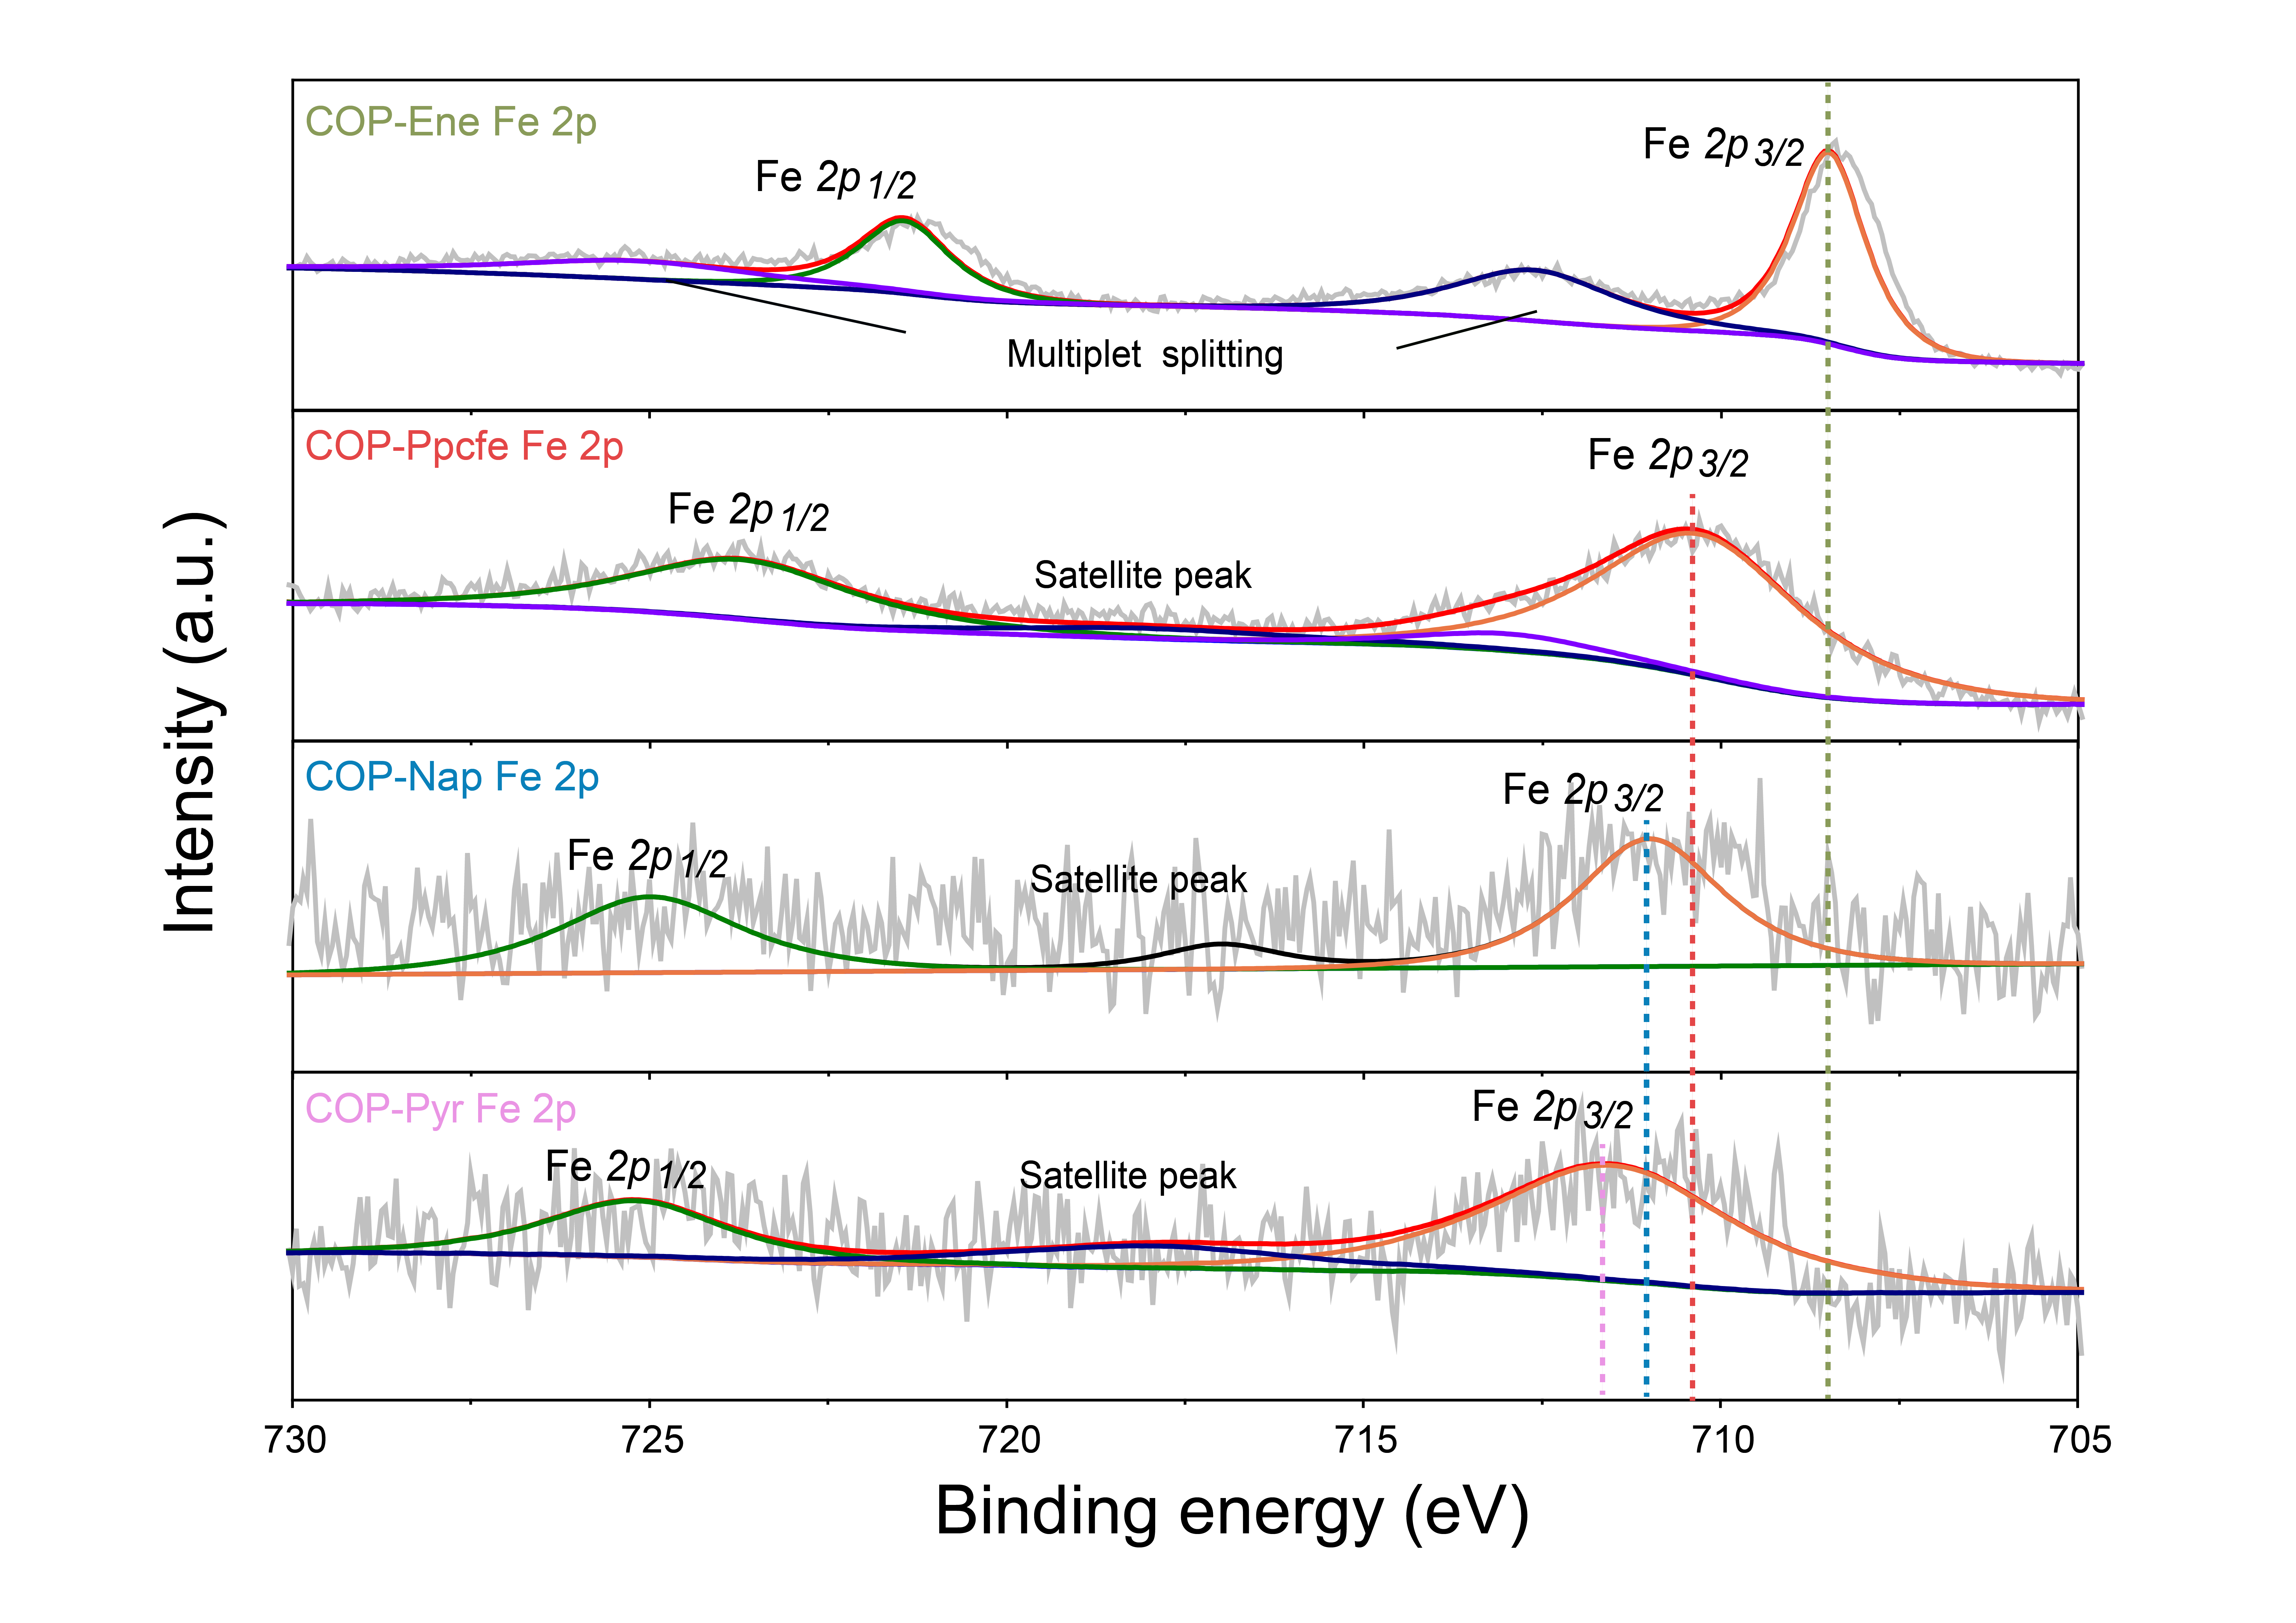 COP-Ene Fe 2p
Fe 2p 3/2
Fe 2p 1/2
Multiplet splitting
COP-Ppcfe Fe 2p
Fe 2p 3/2
Fe 2p 1/2
Satellite peak
COP-Nap Fe 2p
Fe 2p 3/2
Fe 2p 1/2
Satellite peak
COP-Pyr Fe 2p
Fe 2p 3/2
Fe 2p 1/2
Satellite peak
Intensity (a.u.)
730 725 720 715 710 705
Binding energy (eV)